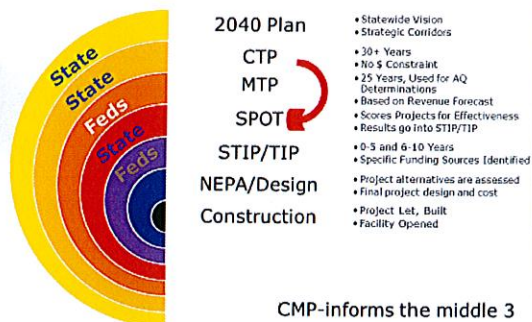 State
State
Feds
State
Feds
2040 Plan
• Statewide Vision
• Strategic Corridors
CTP
• 30+ Years
• No $ Constraint
MTP
• 25 Years, Used for AQ
Determinations
• Based on Revenue Forecast
SPOT
• Scores Projects for Effectiveness
• Results go into STIP/TIP
STIP/TIP
• 0-5 and 6-10 Years
• Specific Funding Sources Identified
NEPA/Design
• Project alternatives are assessed
• Final project design and cost
Construction
• Project Let, Built
• Facility Opened
CMP-informs the middle 3